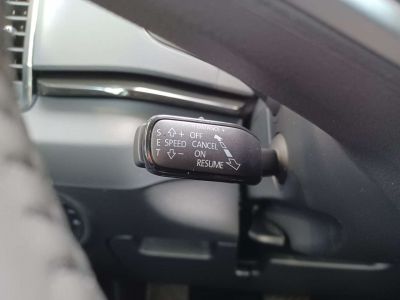 S + OFF
E SPEED CANCEL
T - ON
RESUME